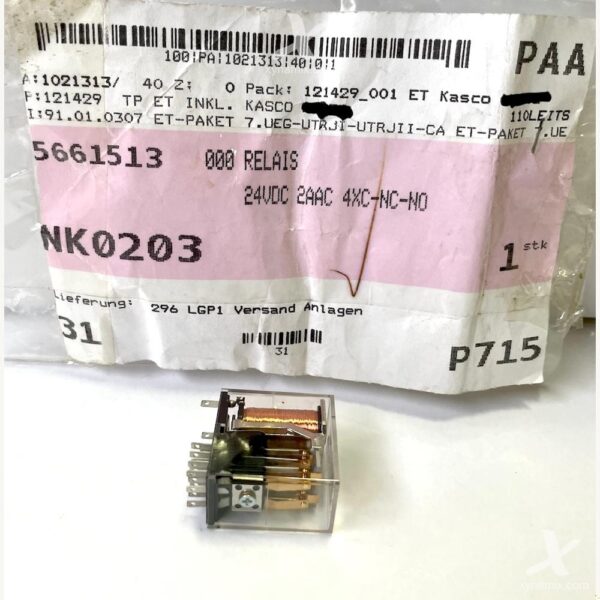 100|PA|1021313|40|0|1
PAA
A:1021313/ 40 Z: 0 Pack: 121429_001 ET Kasco
P:121429 TP ET INKL. KASCO 110LEITS
I:91.01.0307 ET-PAKET 7.UEG-UTRJI-UTRJII-CA ET-PAKET 7.UE
5661513 000 RELAIS
24VDC 2AAC 4XC-NC-NO
NK0203 1 stk
Lieferung: 296 LGP1 Versand Anlagen
31 31 P715
X
xynamo.com